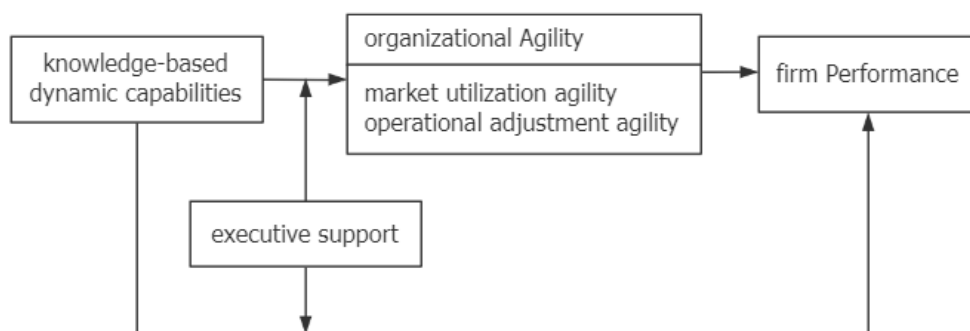 knowledge-based
dynamic capabilities
organizational Agility
market utilization agility
operational adjustment agility
firm Performance
executive support